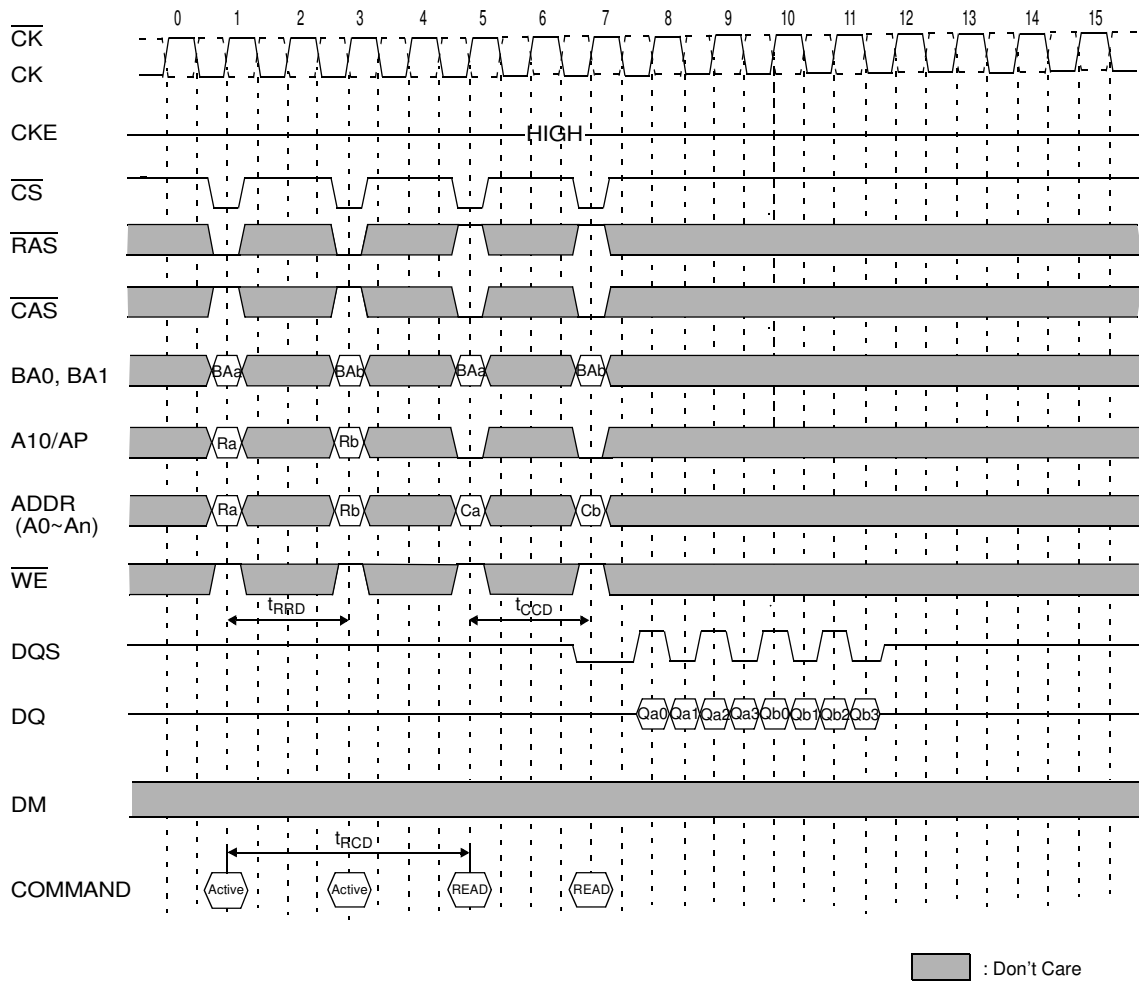 0 1 2 3 4 5 6 7 8 9 10 11 12 13 14 15
CK
CK
CKE HIGH
CS
RAS
CAS
BA0, BA1 BAa BAb BAa BAb
A10/AP Ra Rb
ADDR
(A0~An) Ra Rb Ca Cb
WE
tRRD tCCD
DQS
DQ Qa0 Qa1 Qa2 Qa3 Qb0 Qb1 Qb2 Qb3
DM
tRCD
COMMAND Active Active READ READ
: Don't Care